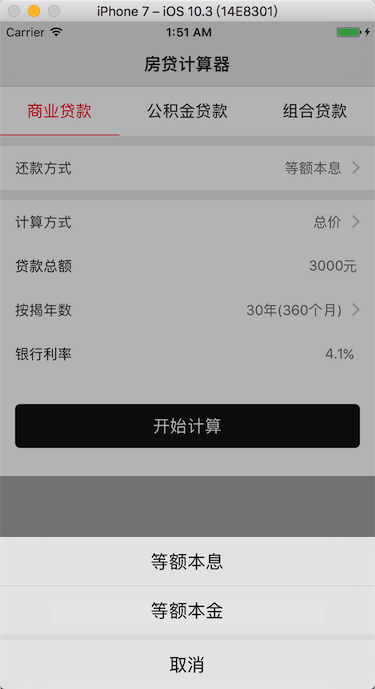 iPhone 7 – iOS 10.3 (14E8301)
Carrier 1:51 AM
房贷计算器
商业贷款 公积金贷款 组合贷款
还款方式 等额本息
计算方式 总价
贷款总额 3000元
按揭年数 30年(360个月)
银行利率 4.1%
开始计算
等额本息
等额本金
取消